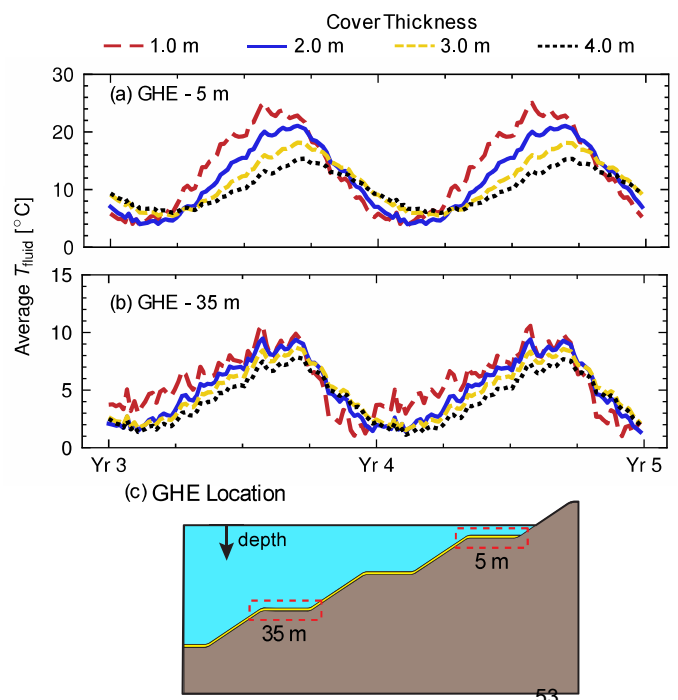 Cover Thickness
1.0 m 2.0 m 3.0 m 4.0 m
30
(a) GHE - 5 m
20
10
0
Average Tfluid [°C]
15
(b) GHE - 35 m
10
5
0
Yr 3 Yr 4 Yr 5
(c) GHE Location
depth
5 m
35 m
53